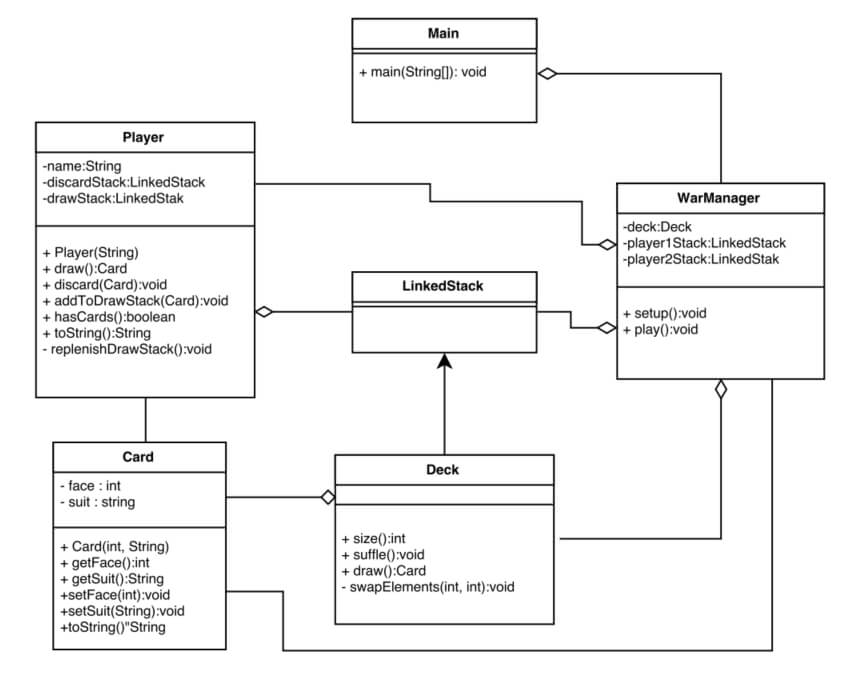 Main
+ main(String[]): void
Player
-name:String
-discardStack:LinkedStack
-drawStack:LinkedStak
+ Player(String)
+ draw():Card
+ discard(Card):void
+ addToDrawStack(Card):void
+ hasCards():boolean
+ toString():String
- replenishDrawStack():void
WarManager
-deck:Deck
-player1Stack:LinkedStack
-player2Stack:LinkedStak
+ setup():void
+ play():void
LinkedStack
Card
- face : int
- suit : string
+ Card(int, String)
+ getFace():int
+ getSuit():String
+setFace(int):void
+setSuit(String):void
+toString()"String
Deck
+ size():int
+ suffle():void
+ draw():Card
- swapElements(int, int):void